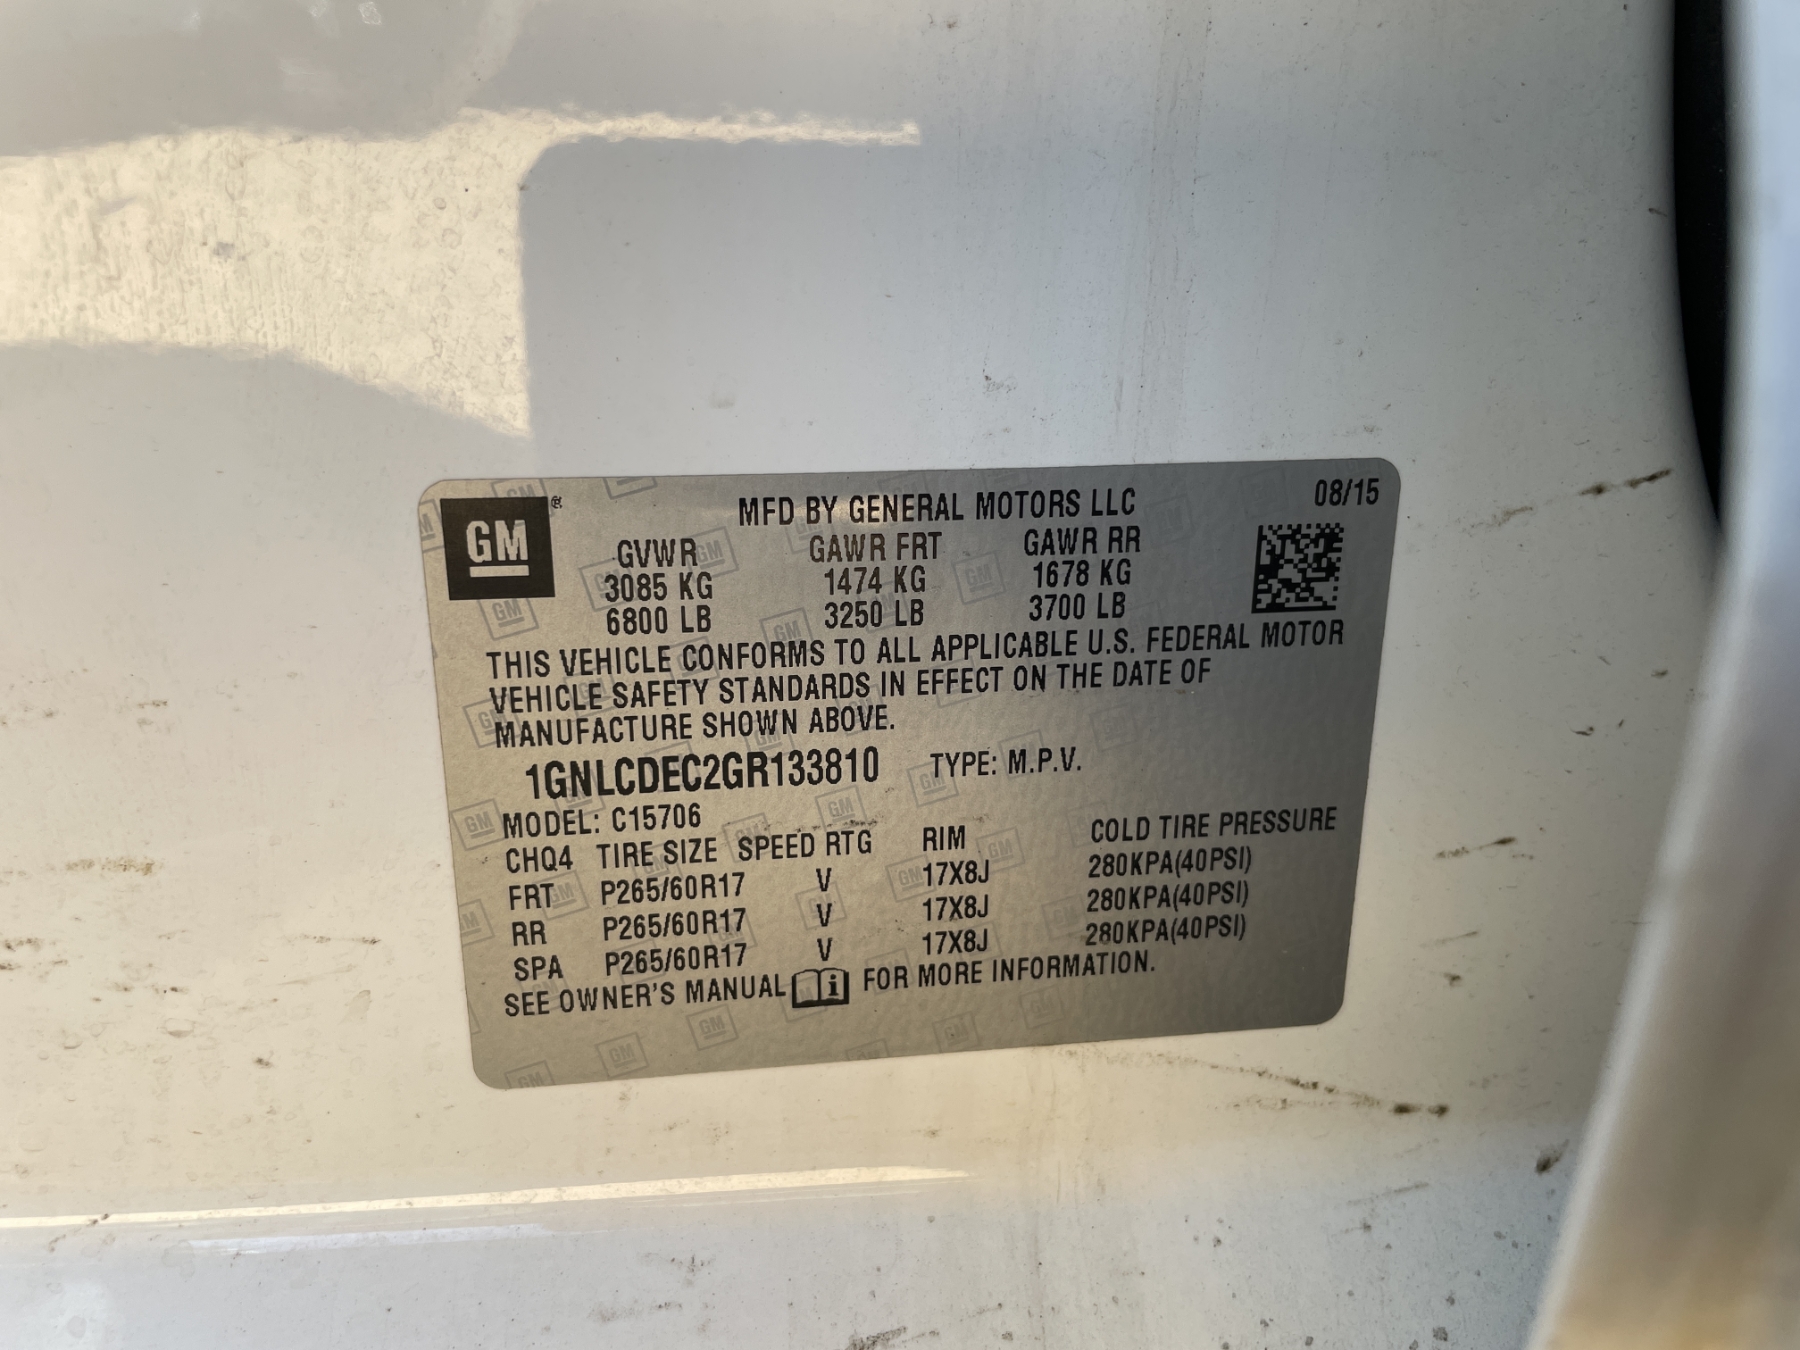 GM
MFD BY GENERAL MOTORS LLC 08/15
GVWR GAWR FRT GAWR RR
3085 KG 1474 KG 1678 KG
6800 LB 3250 LB 3700 LB
THIS VEHICLE CONFORMS TO ALL APPLICABLE U.S. FEDERAL MOTOR
VEHICLE SAFETY STANDARDS IN EFFECT ON THE DATE OF
MANUFACTURE SHOWN ABOVE.
1GNLCDEC2GR133810 TYPE: M.P.V.
MODEL: C15706
CHQ4 TIRE SIZE SPEED RTG RIM COLD TIRE PRESSURE
FRT P265/60R17 V 17X8J 280KPA(40PSI)
RR P265/60R17 V 17X8J 280KPA(40PSI)
SPA P265/60R17 V 17X8J 280KPA(40PSI)
SEE OWNER'S MANUAL i FOR MORE INFORMATION.